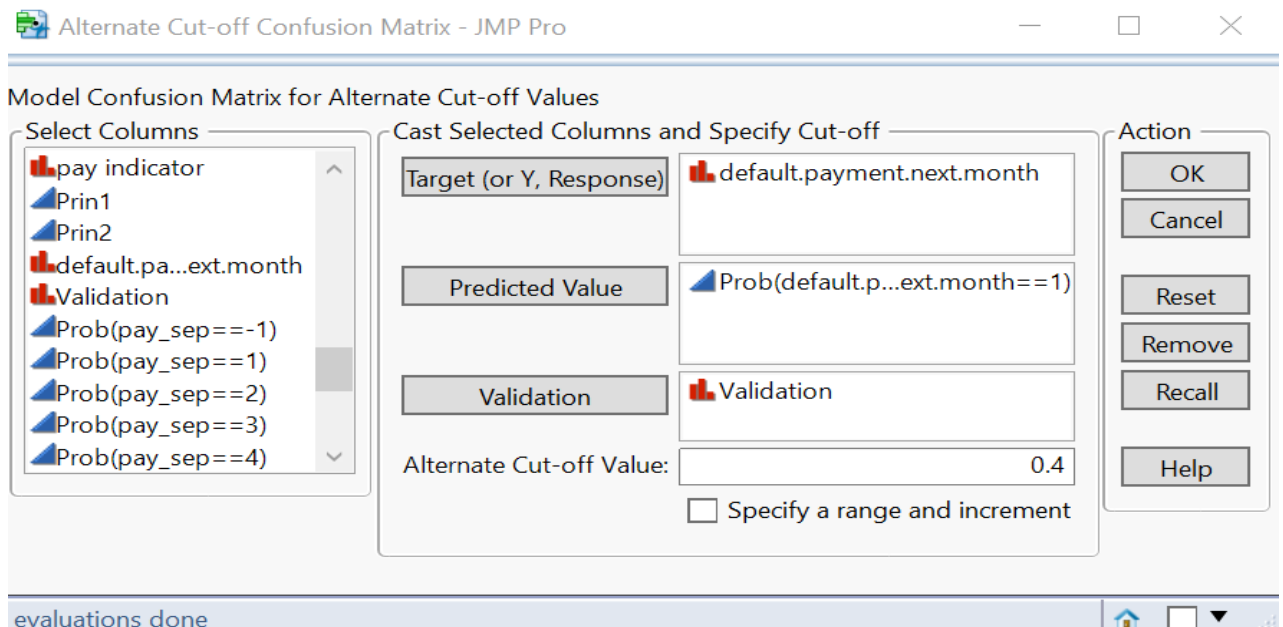 Alternate Cut-off Confusion Matrix - JMP Pro
Model Confusion Matrix for Alternate Cut-off Values
Select Columns
pay indicator
Prin1
Prin2
default.pa...ext.month
Validation
Prob(pay_sep==-1)
Prob(pay_sep==1)
Prob(pay_sep==2)
Prob(pay_sep==3)
Prob(pay_sep==4)
Cast Selected Columns and Specify Cut-off
Target (or Y, Response)
default.payment.next.month
Predicted Value
Prob(default.p...ext.month==1)
Validation
Validation
Alternate Cut-off Value: 0.4
Specify a range and increment
Action
OK
Cancel
Reset
Remove
Recall
Help
evaluations done